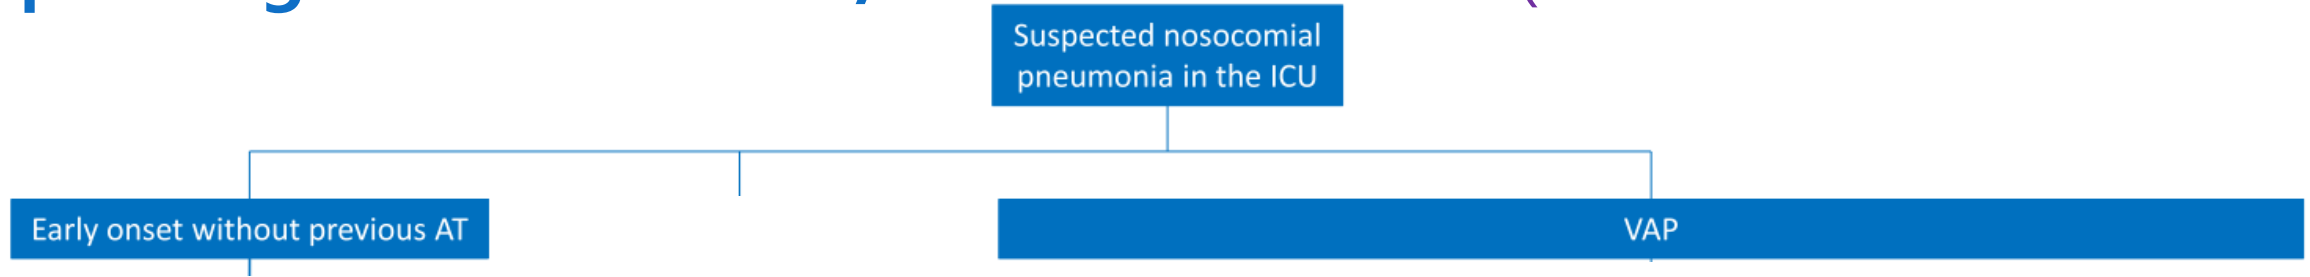 Suspected nosocomial
pneumonia in the ICU
Early onset without previous AT
VAP